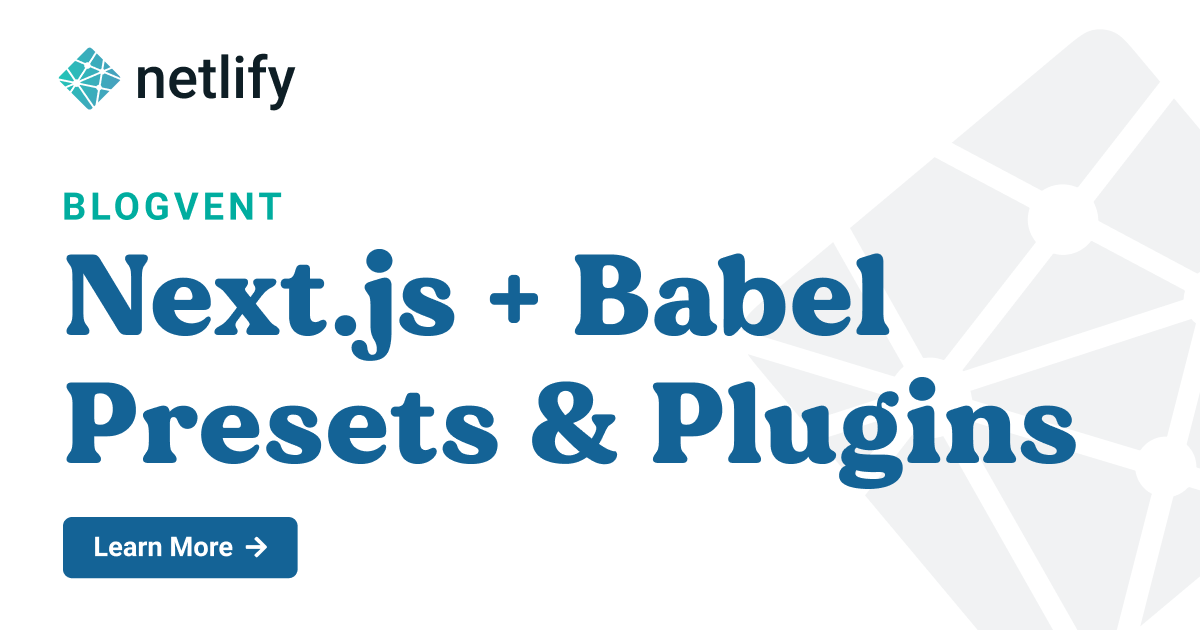 netlify
BLOGVENT
Next.js + Babel
Presets & Plugins
Learn More →